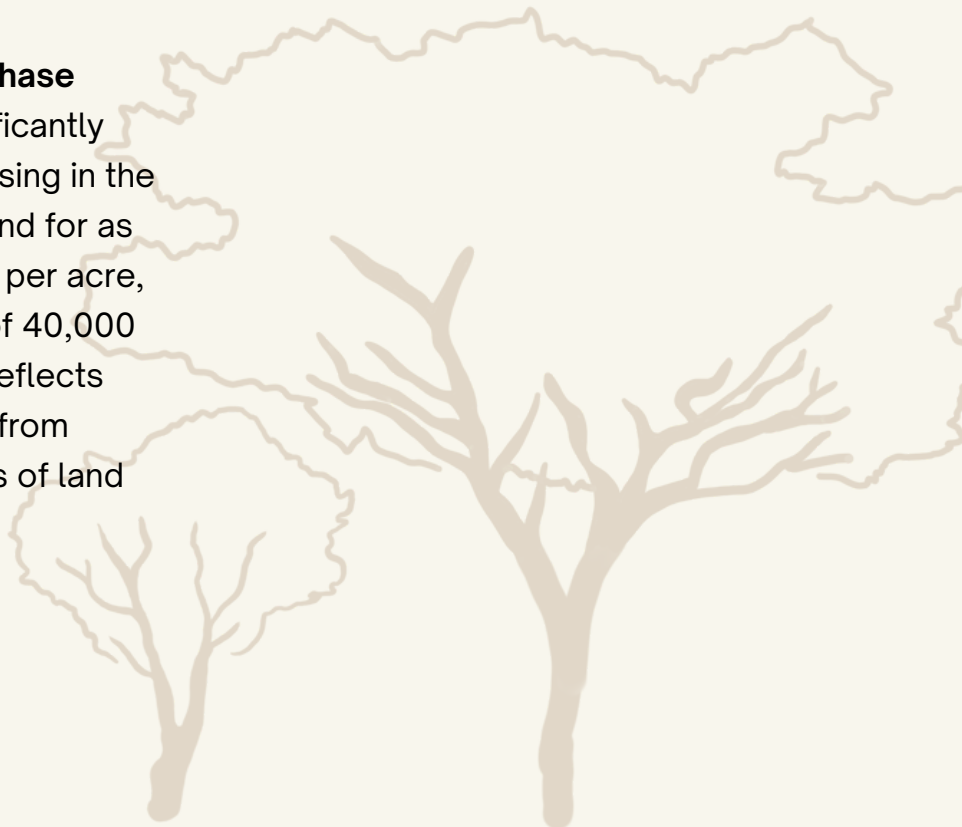 hase
ficantly
sing in the
nd for as
per acre,
f 40,000
eflects
from
s of land